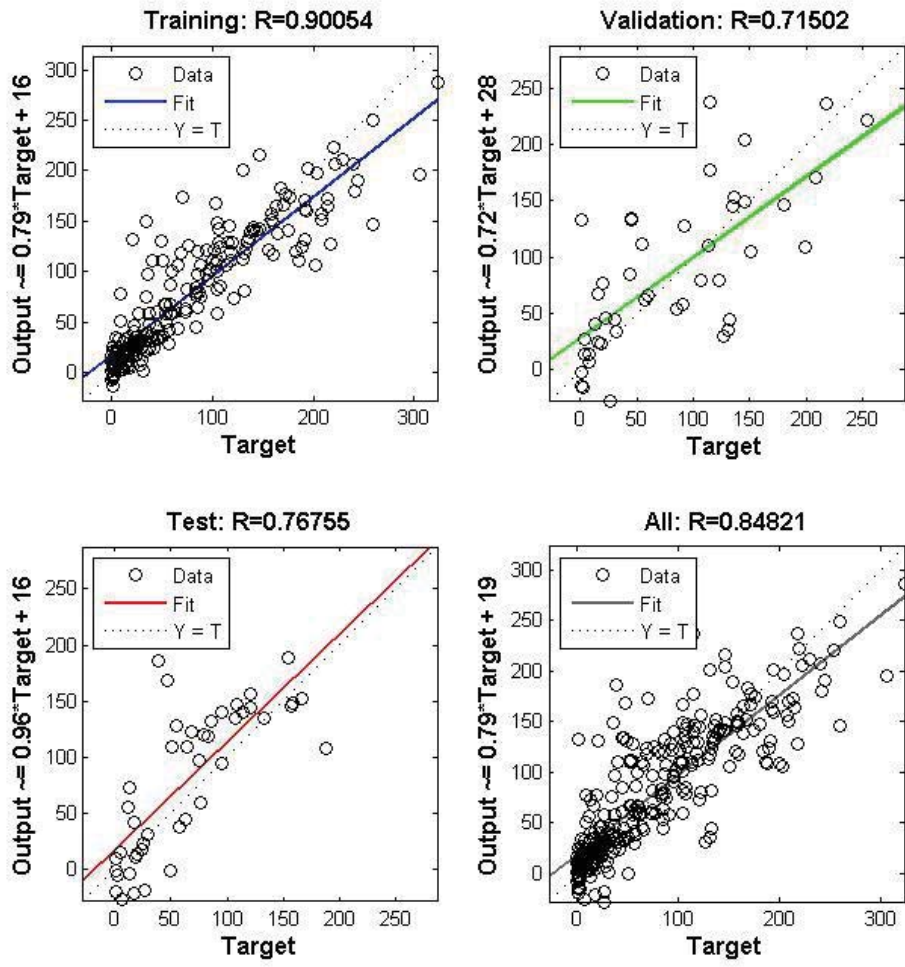 Training: R=0.90054
Output ~= 0.79*Target + 16
Data
Fit
Y = T
300
250
200
150
100
50
0
0 100 200 300
Target
Validation: R=0.71502
Output ~= 0.72*Target + 28
Data
Fit
Y = T
250
200
150
100
50
0
0 50 100 150 200 250
Target
Test: R=0.76755
Output ~= 0.96*Target + 16
Data
Fit
Y = T
250
200
150
100
50
0
0 50 100 150 200 250
Target
All: R=0.84821
Output ~= 0.79*Target + 19
Data
Fit
Y = T
300
250
200
150
100
50
0
0 100 200 300
Target